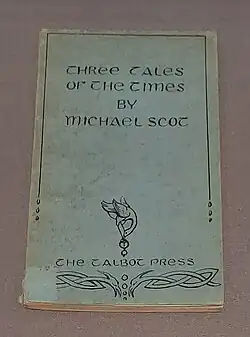 THREE TALES
OF THE TIMES
BY
MICHAEL SCOT
THE TALBOT PRESS